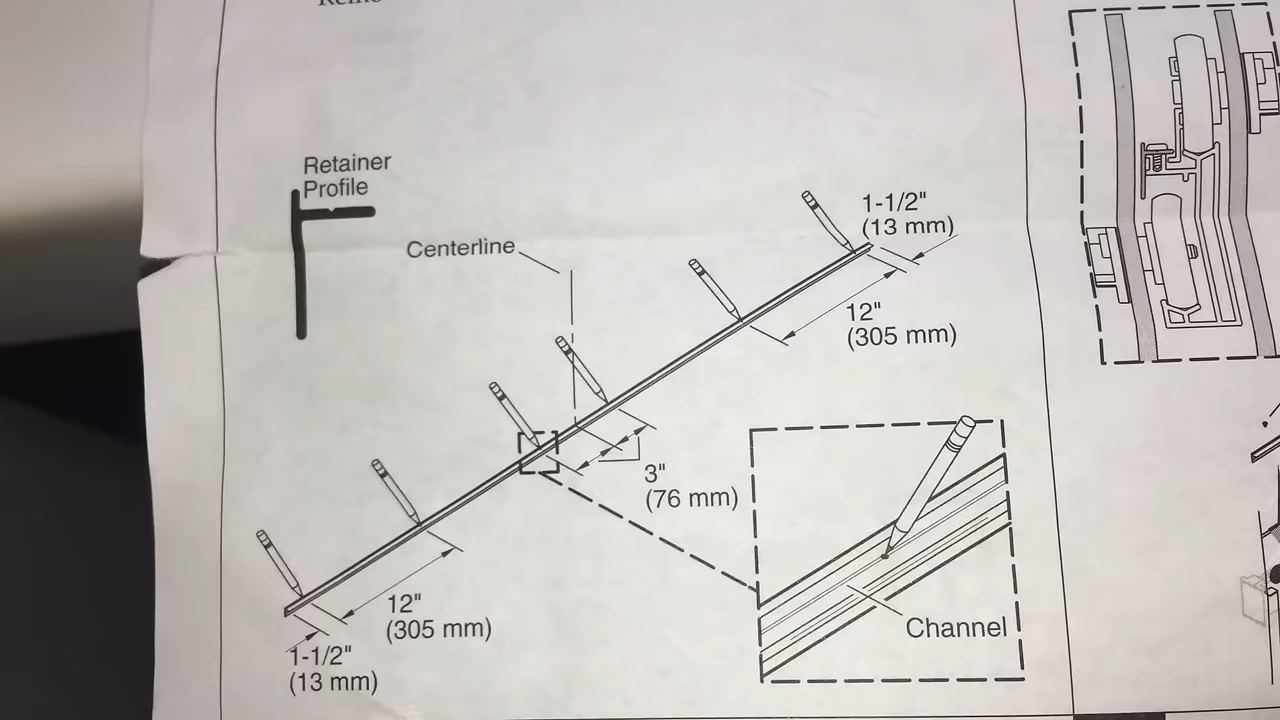 Retainer
Profile
Centerline
1-1/2"
(13 mm)
12"
(305 mm)
3"
(76 mm)
12"
(305 mm)
1-1/2"
(13 mm)
Channel